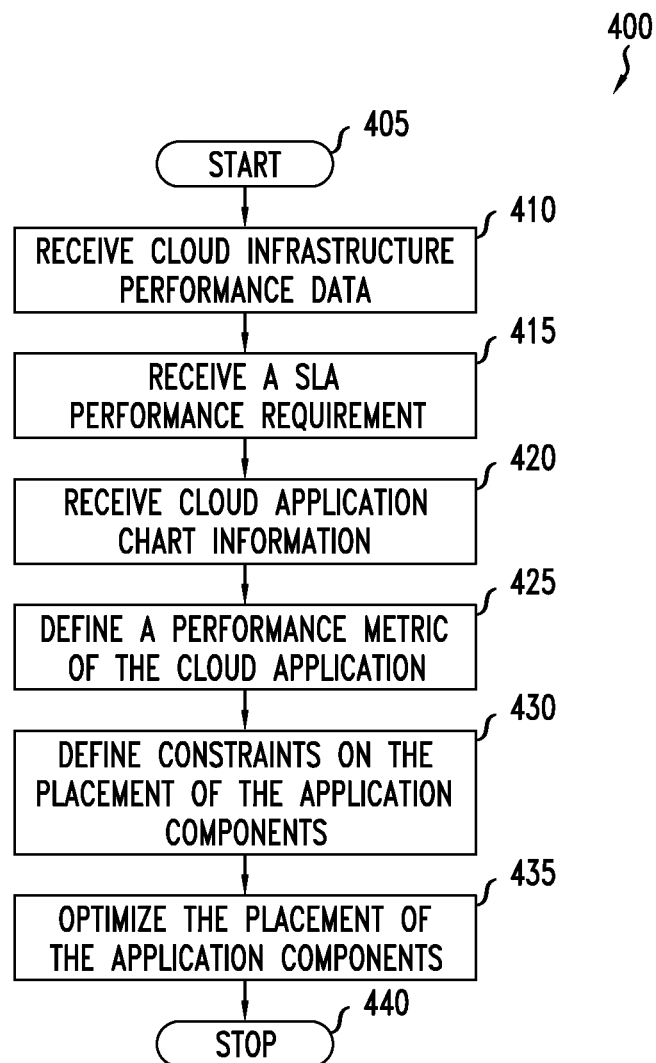 400
START
405
RECEIVE CLOUD INFRASTRUCTURE
PERFORMANCE DATA
410
RECEIVE A SLA
PERFORMANCE REQUIREMENT
415
RECEIVE CLOUD APPLICATION
CHART INFORMATION
420
DEFINE A PERFORMANCE METRIC
OF THE CLOUD APPLICATION
425
DEFINE CONSTRAINTS ON THE
PLACEMENT OF THE APPLICATION
COMPONENTS
430
OPTIMIZE THE PLACEMENT OF
THE APPLICATION COMPONENTS
435
STOP
440